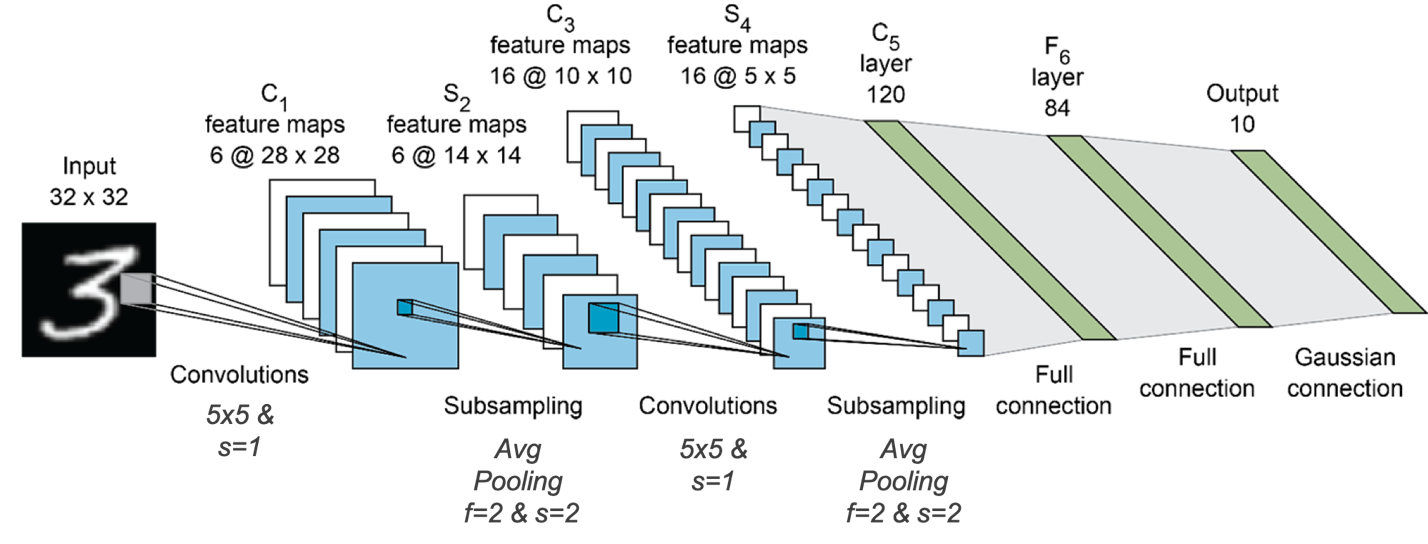 Input
32 x 32
C1
feature maps
6 @ 28 x 28
S2
feature maps
6 @ 14 x 14
C3
feature maps
16 @ 10 x 10
S4
feature maps
16 @ 5 x 5
C5
layer
120
F6
layer
84
Output
10
3
Convolutions
5x5 &
s=1
Subsampling
Avg
Pooling
f=2 & s=2
Convolutions
5x5 &
s=1
Subsampling
Avg
Pooling
f=2 & s=2
Full
connection
Full
connection
Gaussian
connection